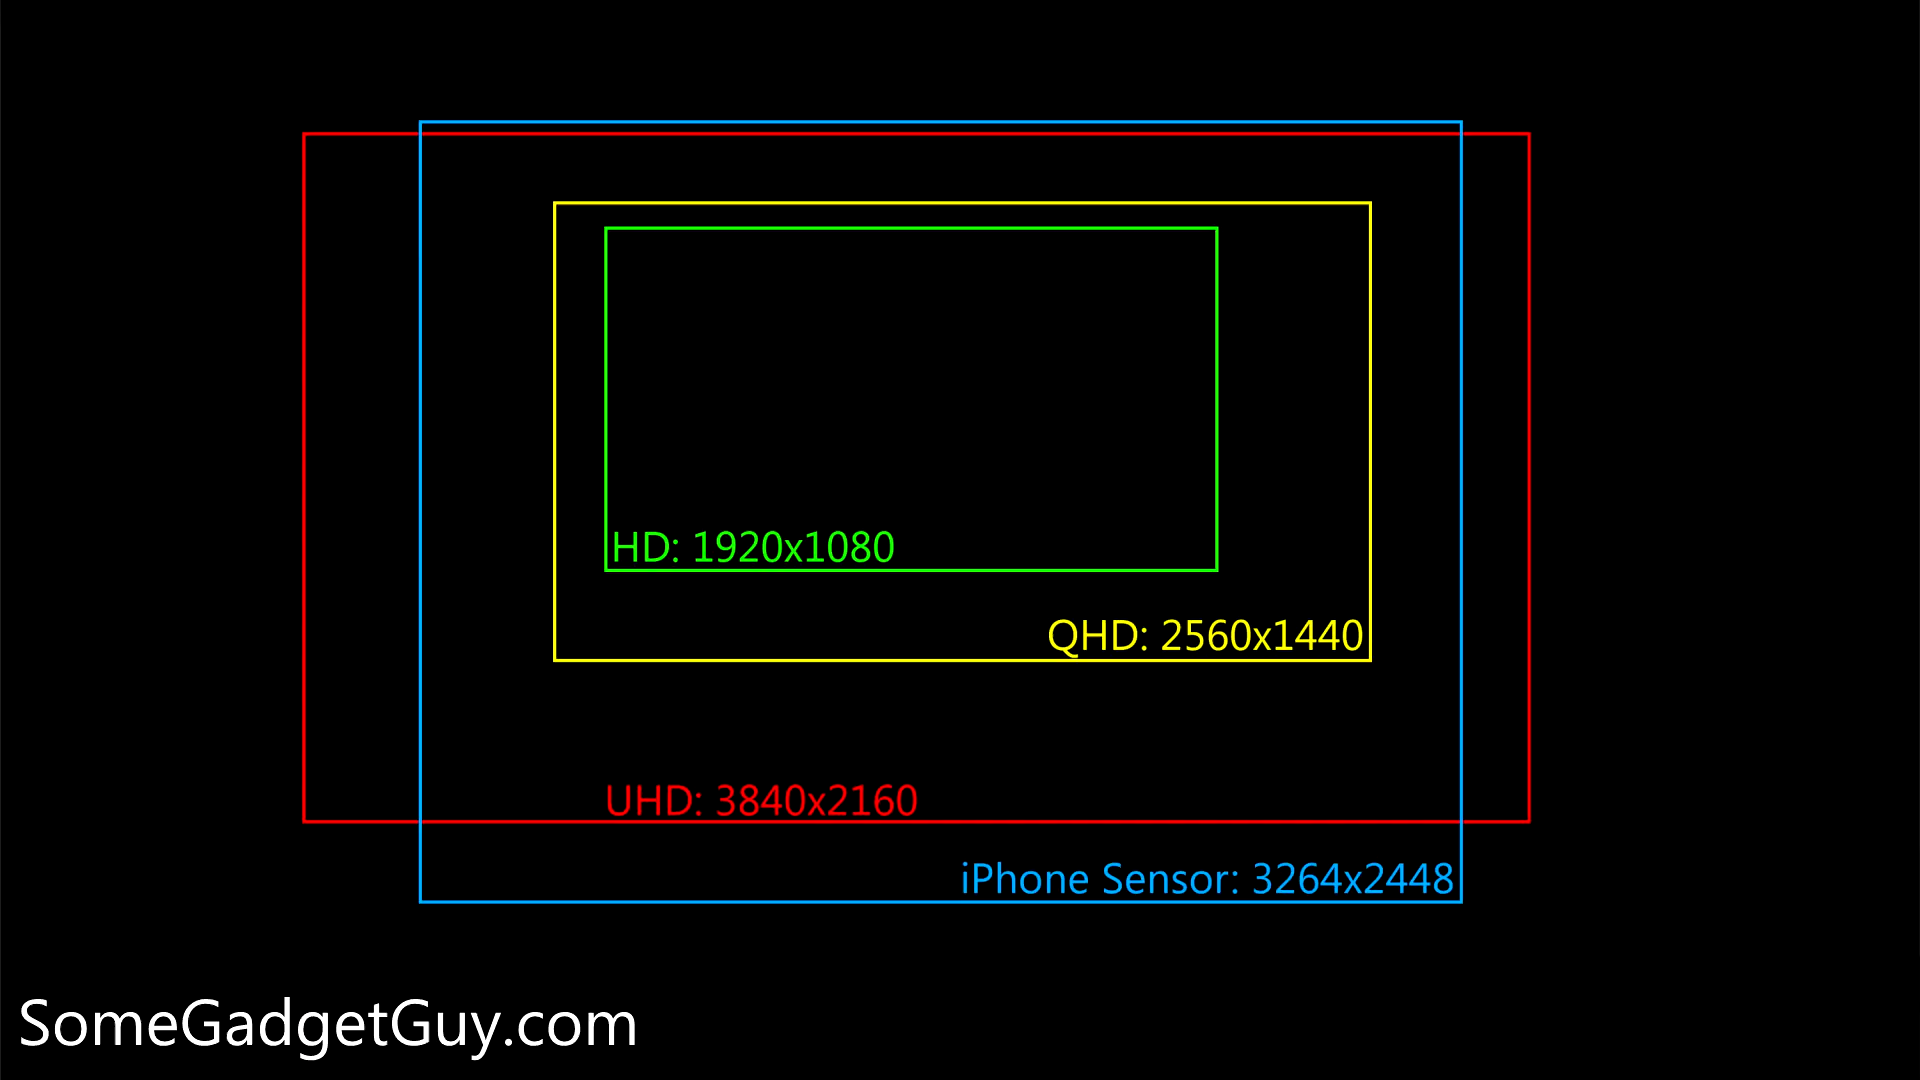 HD: 1920x1080
QHD: 2560x1440
UHD: 3840x2160
iPhone Sensor: 3264x2448
SomeGadgetGuy.com